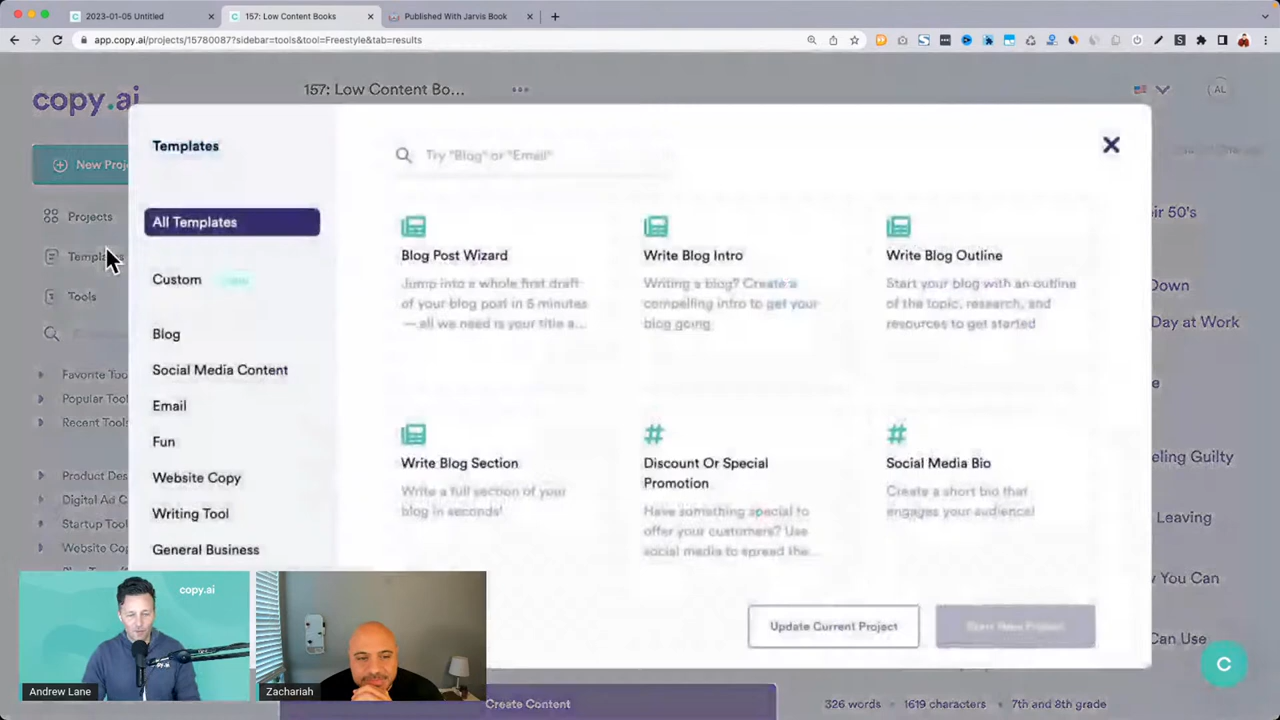 2023-01-05 Untitled
157: Low Content Books
Published With Jarvis Book
app.copy.ai/projects/15780087?sidebar=tools&tool=Freestyle&tab=results
copy.ai
157: Low Content Bo...
AL
New Proj
Projects
Templa
Tools
Favorite Too
Popular Tool
Recent Tool
Product Des
Digital Ad C
Startup Tool
Website Cop
Templates
All Templates
Custom
Blog
Social Media Content
Email
Fun
Website Copy
Writing Tool
General Business
Try "Blog" or "Email"
Blog Post Wizard
Jump into a whole first draft
of your blog post in 5 minutes
— all we need is your title a...
Write Blog Intro
Writing a blog? Create a
compelling intro to get your
blog going
Write Blog Outline
Start your blog with an outline
of the topic, research, and
resources to get started
Write Blog Section
Write a full section of your
blog in seconds!
Discount Or Special
Promotion
Have something special to
offer your customers? Use
social media to spread the...
Social Media Bio
Create a short bio that
engages your audience!
Update Current Project
Start New Project
eir 50's
Down
Day at Work
eling Guilty
Leaving
w You Can
Can Use
Create Content
326 words
1619 characters
7th and 8th grade
copy.ai
Andrew Lane
Zachariah
C